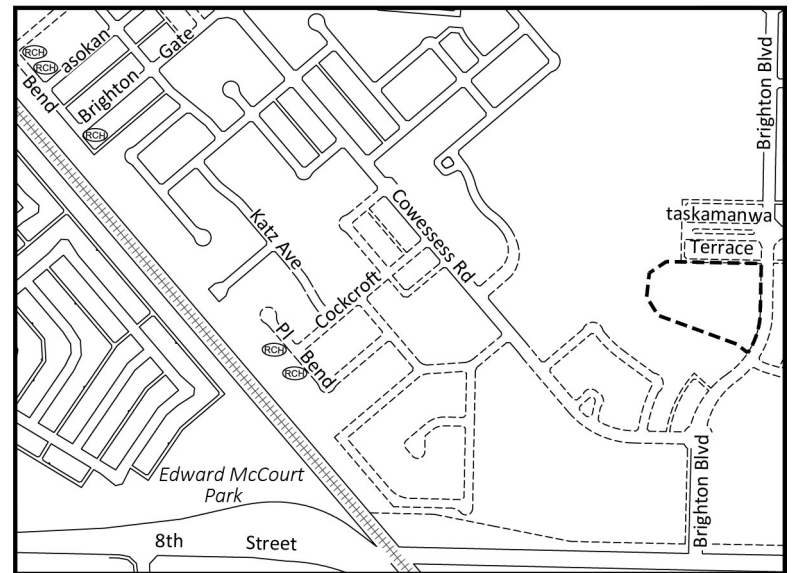 RCH
RCH
asokan
Bend
Brighton Gate
RCH
Brighton Blvd
taskamanwa
Terrace
Katz Ave
Cowessess Rd
Cockcroft
Pl
Bend
RCH
RCH
Edward McCourt
Park
Brighton Blvd
8th Street